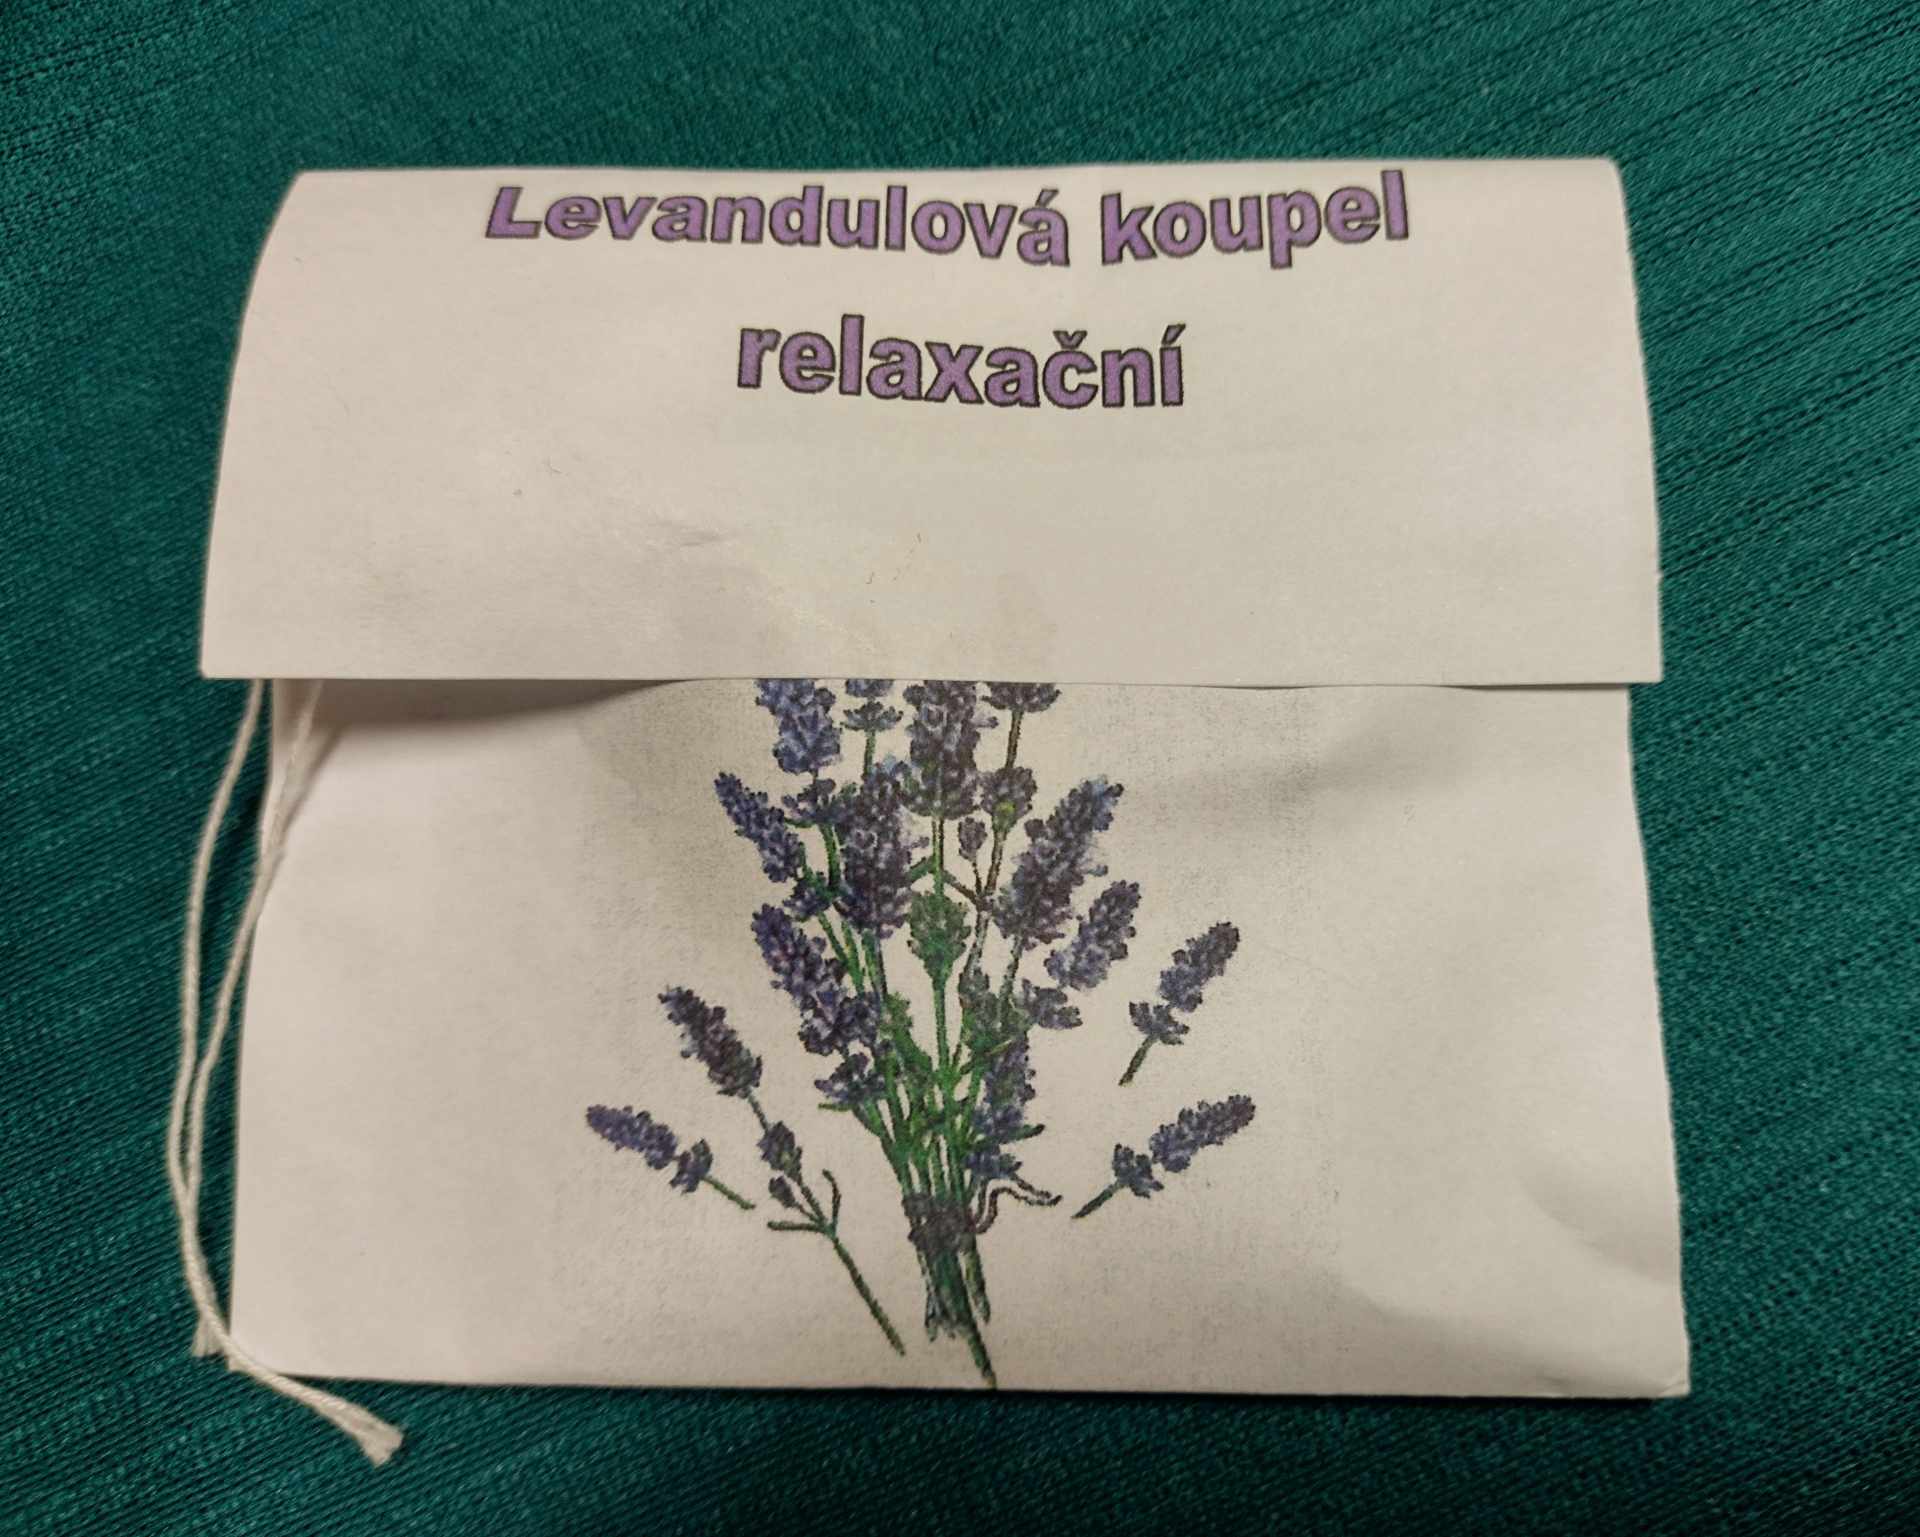 Levandulová koupel
relaxační